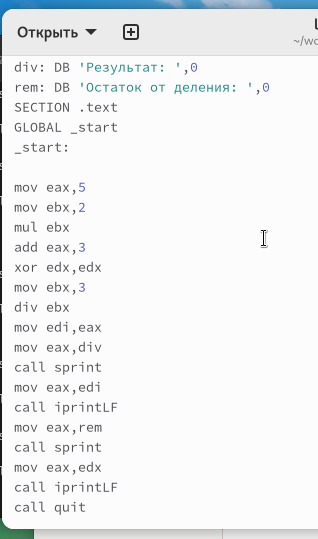 Открыть
~/wo
div: DB 'Результат: ',0
rem: DB 'Остаток от деления: ',0
SECTION .text
GLOBAL _start
_start:
mov eax,5
mov ebx,2
mul ebx
add eax,3
xor edx,edx
mov ebx,3
div ebx
mov edi,eax
mov eax,div
call sprint
mov eax,edi
call iprintLF
mov eax,rem
call sprint
mov eax,edx
call iprintLF
call quit